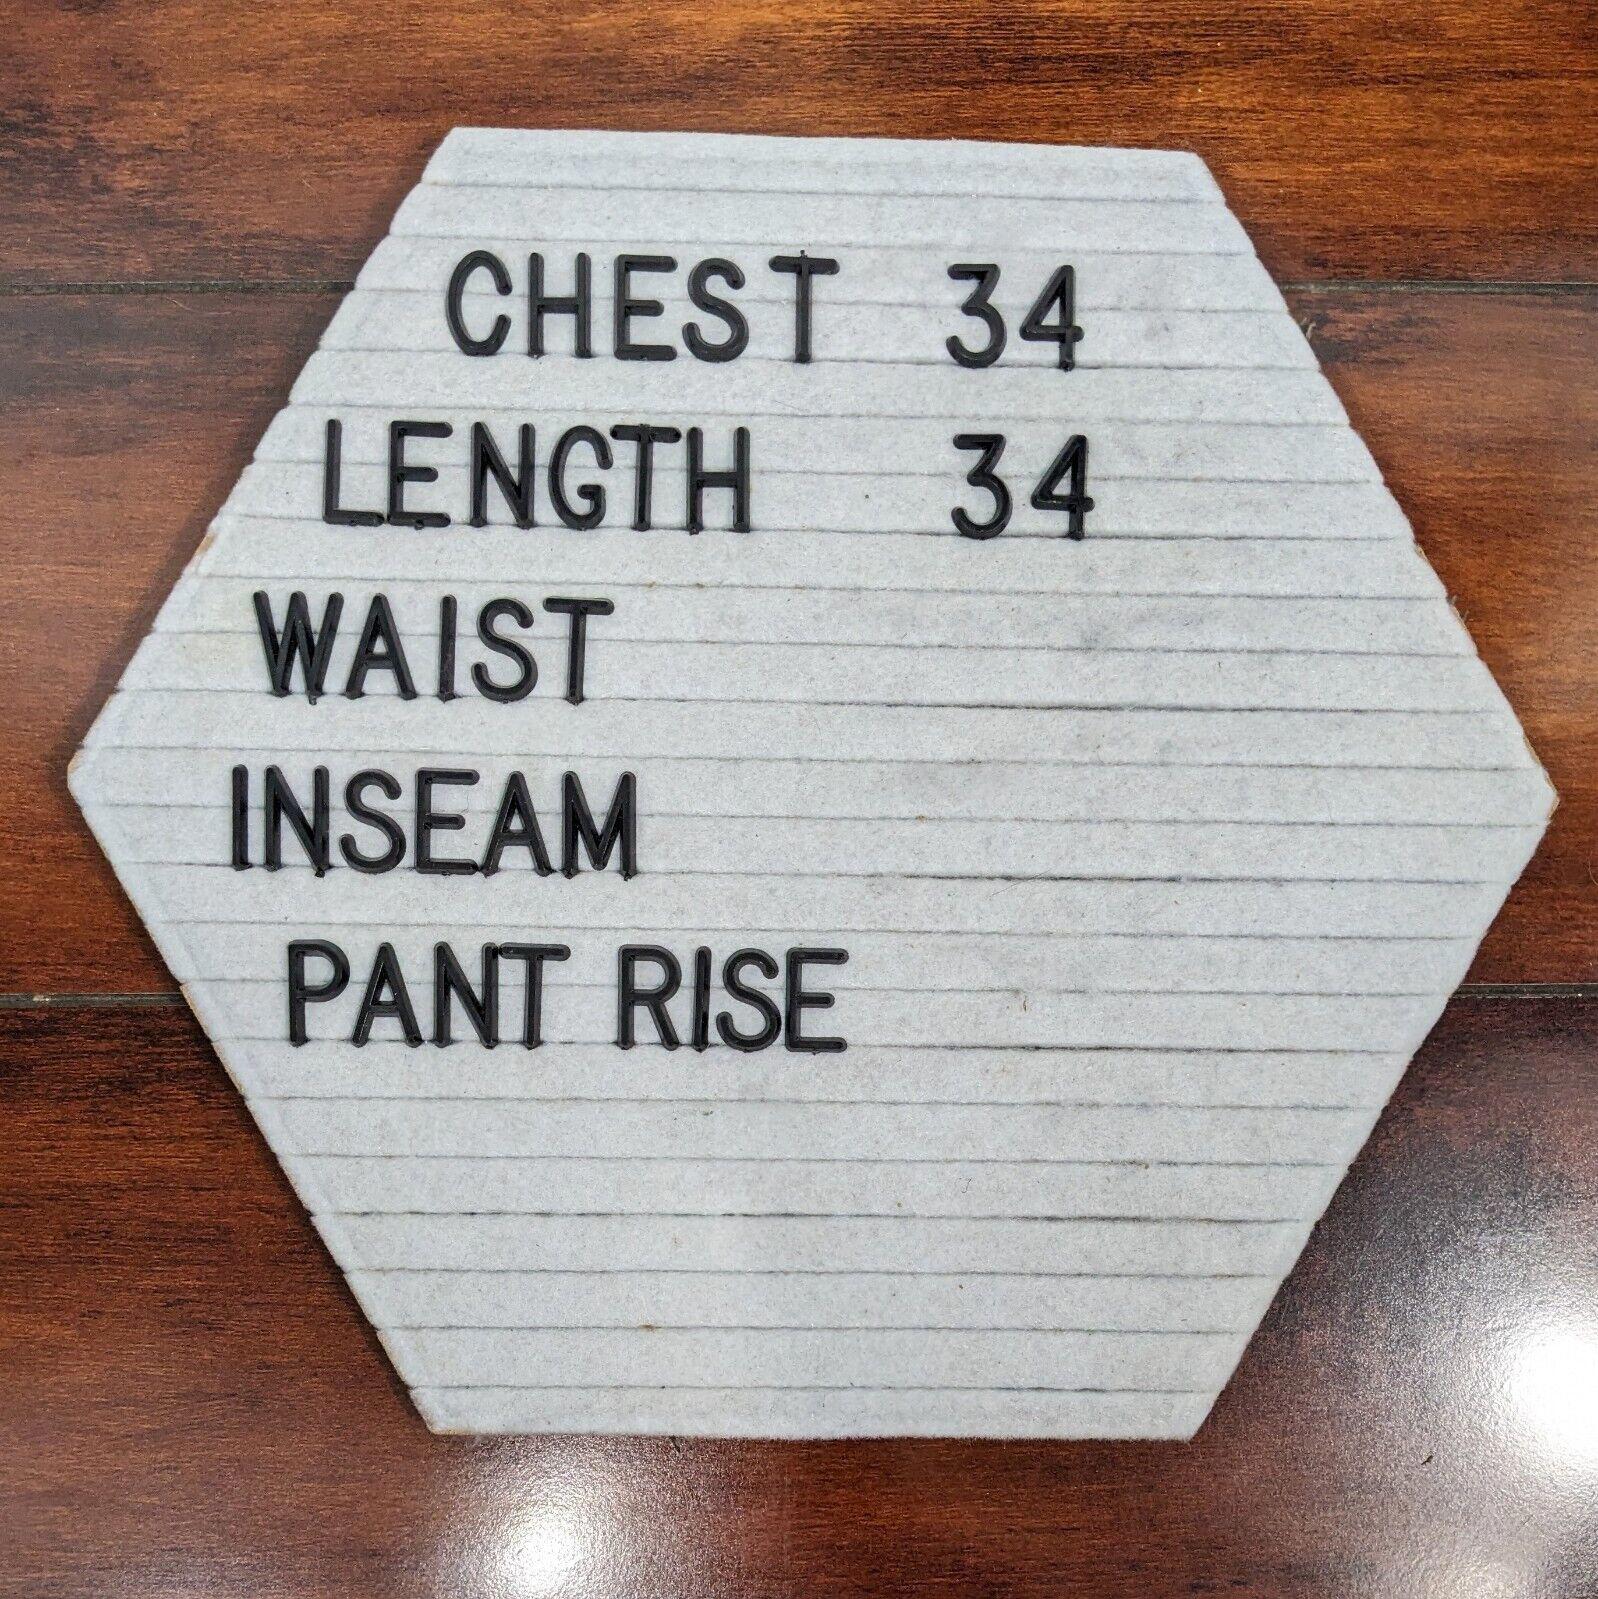 CHEST 34
LENGTH 34
WAIST
INSEAM
PANT RISE